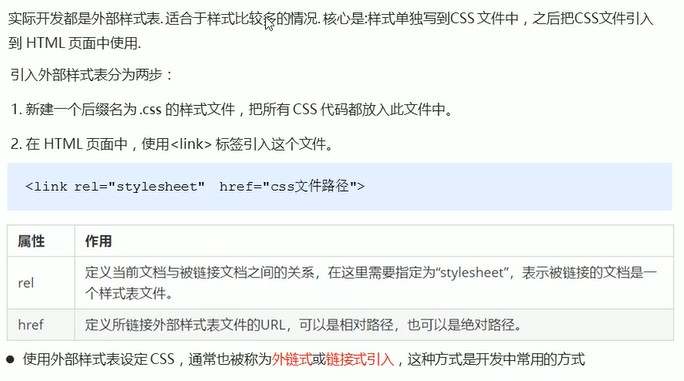 实际开发都是外部样式表. 适合于样式比较多的情况. 核心是:样式单独写到CSS 文件中，之后把CSS文件引入
到 HTML 页面中使用.
引入外部样式表分为两步：
1. 新建一个后缀名为 .css 的样式文件，把所有 CSS 代码都放入此文件中。
2. 在 HTML 页面中，使用<link> 标签引入这个文件。
<link rel="stylesheet"  href="css文件路径">
属性 作用
rel 定义当前文档与被链接文档之间的关系，在这里需要指定为“stylesheet”，表示被链接的文档是一
个样式表文件。
href 定义所链接外部样式表文件的URL，可以是相对路径，也可以是绝对路径。
● 使用外部样式表设定 CSS，通常也被称为外链式或链接式引入，这种方式是开发中常用的方式